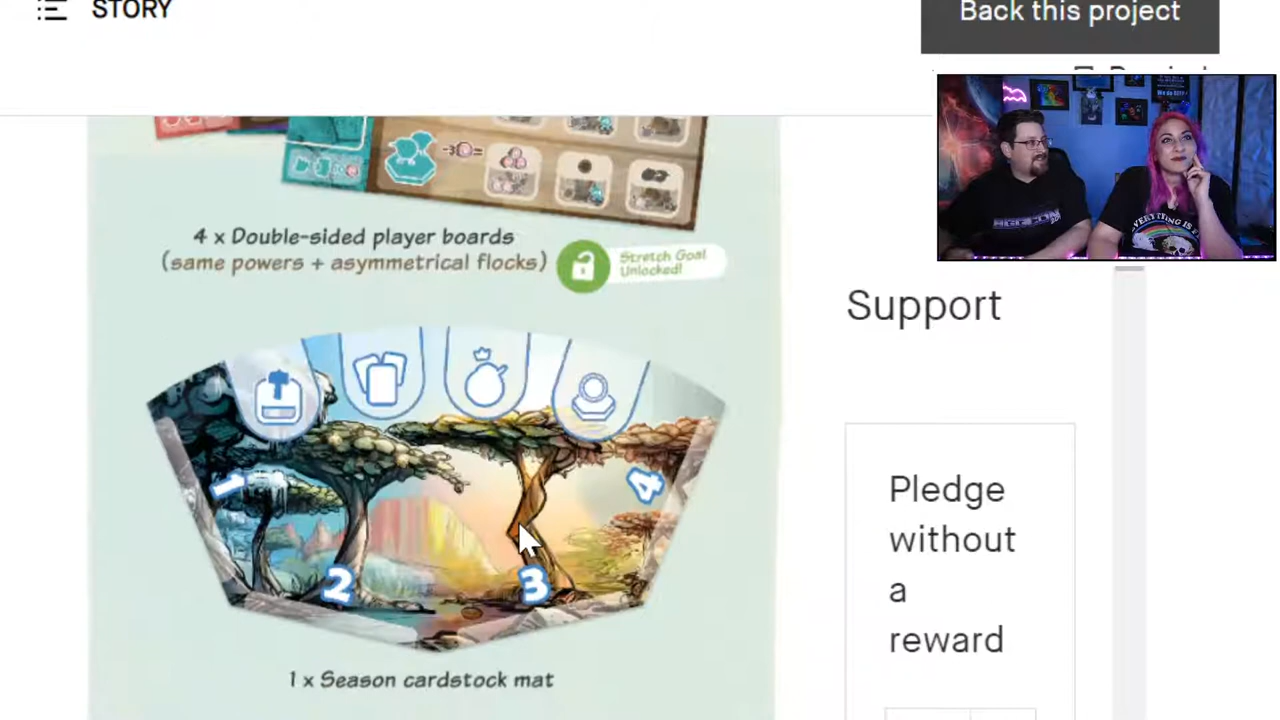 STORY
Back this project
4 x Double-sided player boards
(same powers + asymmetrical flocks)
Stretch Goal
Unlocked!
Support
1
2
3
4
1 x Season cardstock mat
Pledge
without
a
reward